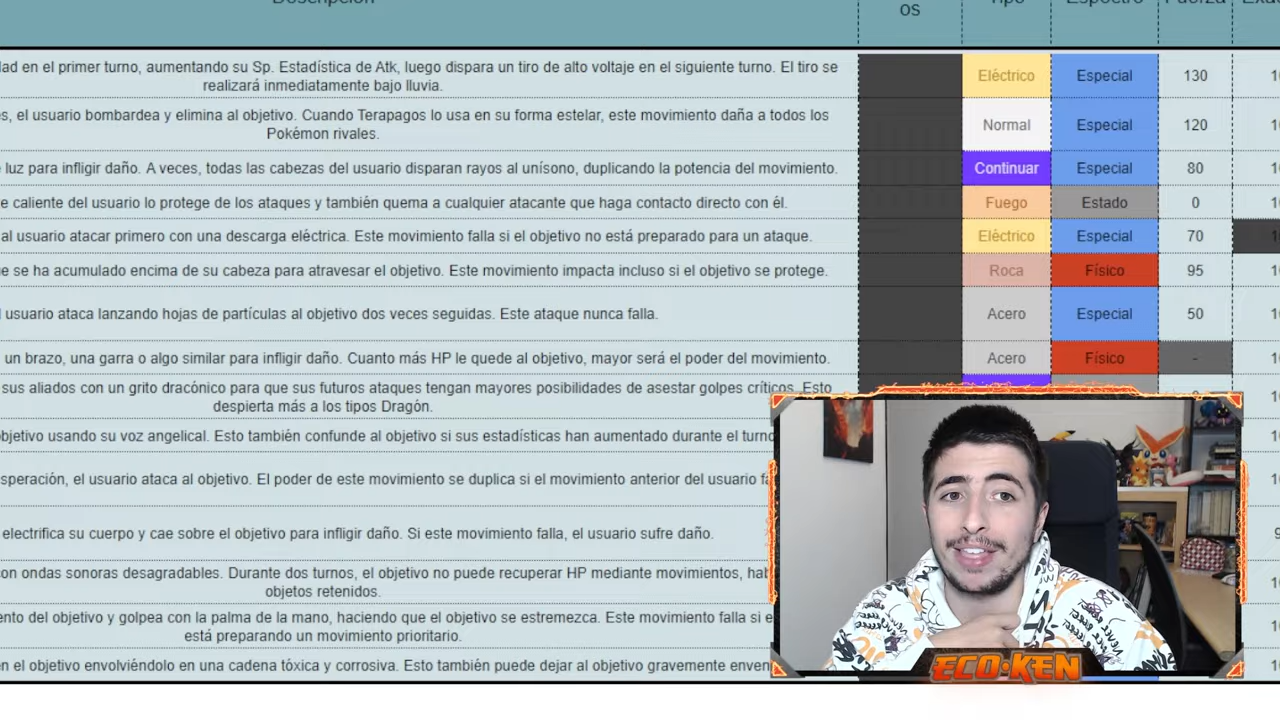 Descripción
os
Tipo
Espectro
Fuerza
en el primer turno, aumentando su Sp. Estadística de Atk, luego dispara un tiro de alto voltaje en el siguiente turno. El tiro se
realizará inmediatamente bajo lluvia.
Eléctrico
Especial
130
el usuario bombardea y elimina al objetivo. Cuando Terapagos lo usa en su forma estelar, este movimiento daña a todos los
Pokémon rivales.
Normal
Especial
120
luz para infligir daño. A veces, todas las cabezas del usuario disparan rayos al unísono, duplicando la potencia del movimiento.
Continuar
Especial
80
e caliente del usuario lo protege de los ataques y también quema a cualquier atacante que haga contacto directo con él.
Fuego
Estado
0
al usuario atacar primero con una descarga eléctrica. Este movimiento falla si el objetivo no está preparado para un ataque.
Eléctrico
Especial
70
e se ha acumulado encima de su cabeza para atravesar el objetivo. Este movimiento impacta incluso si el objetivo se protege.
Roca
Físico
95
usuario ataca lanzando hojas de partículas al objetivo dos veces seguidas. Este ataque nunca falla.
Acero
Especial
50
un brazo, una garra o algo similar para infligir daño. Cuanto más HP le quede al objetivo, mayor será el poder del movimiento.
Acero
Físico
-
sus aliados con un grito dracónico para que sus futuros ataques tengan mayores posibilidades de asestar golpes críticos. Esto
despierta más a los tipos Dragón.
objetivo usando su voz angelical. Esto también confunde al objetivo si sus estadísticas han aumentado durante el turno
speración, el usuario ataca al objetivo. El poder de este movimiento se duplica si el movimiento anterior del usuario fa
electrifica su cuerpo y cae sobre el objetivo para infligir daño. Si este movimiento falla, el usuario sufre daño.
con ondas sonoras desagradables. Durante dos turnos, el objetivo no puede recuperar HP mediante movimientos, hab
objetos retenidos.
ento del objetivo y golpea con la palma de la mano, haciendo que el objetivo se estremezca. Este movimiento falla si e
está preparando un movimiento prioritario.
en el objetivo envolviéndolo en una cadena tóxica y corrosiva. Esto también puede dejar al objetivo gravemente enven
ECO·KEN